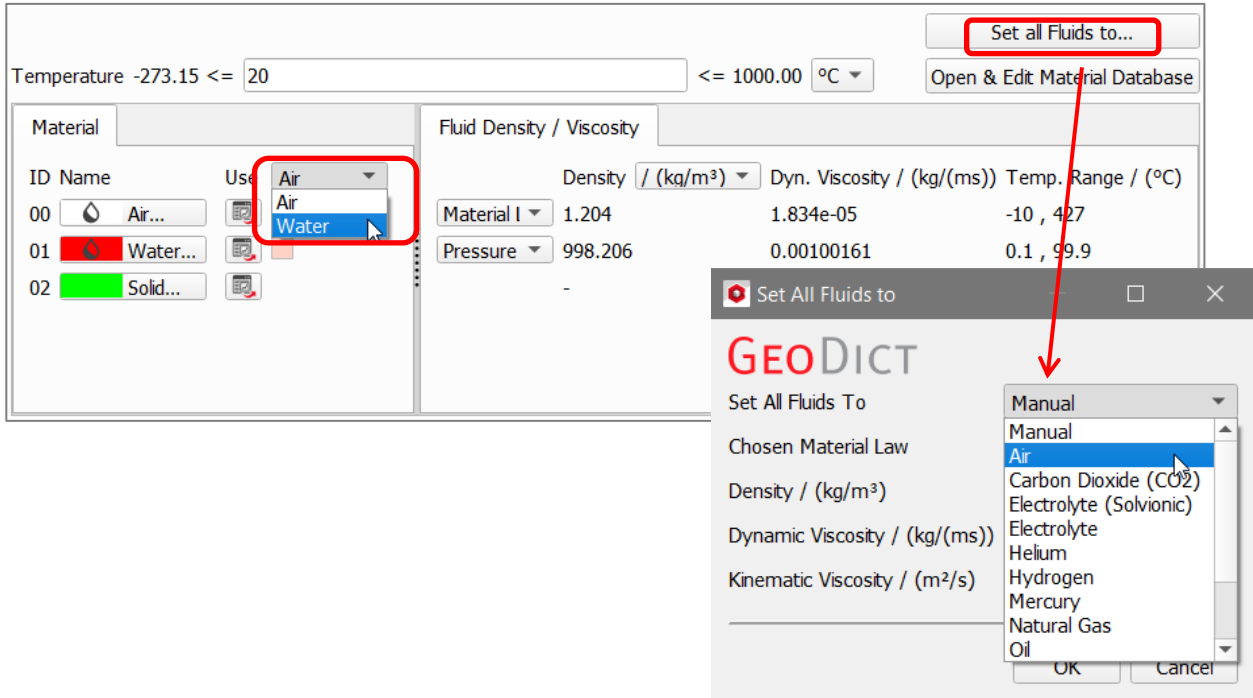 Set all Fluids to...
Temperature -273.15 <= 20 <= 1000.00 °C Open & Edit Material Database
Material Fluid Density / Viscosity
ID Name Use Air Density / (kg/m³) Dyn. Viscosity / (kg/(ms)) Temp. Range / (°C)
Air
00 Air... Material l 1.204 1.834e-05 -10 , 427
Water
01 Water... Pressure 998.206 0.00100161 0.1 , 99.9
02 Solid... -
Set All Fluids to
GEODICT
Set All Fluids To Manual
Manual
Chosen Material Law
Air
Carbon Dioxide (CO2)
Density / (kg/m³)
Electrolyte (Solvionic)
Electrolyte
Dynamic Viscosity / (kg/(ms))
Helium
Kinematic Viscosity / (m²/s)
Hydrogen
Mercury
Natural Gas
Oil
OK Cancel